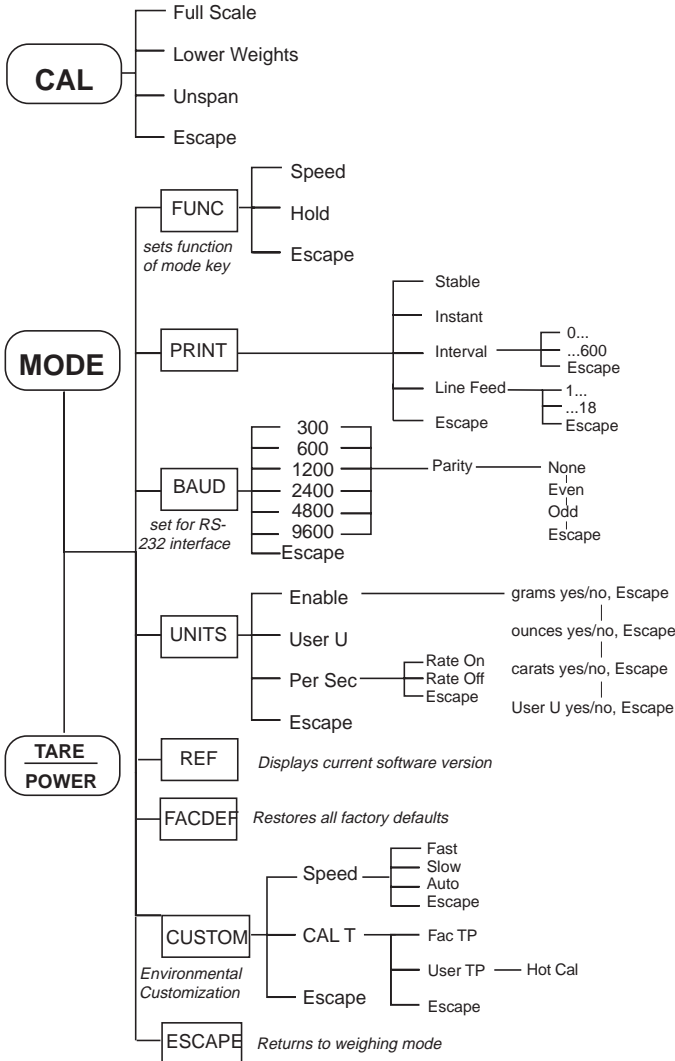 CAL
Full Scale
Lower Weights
Unspan
Escape
MODE
TARE
POWER
FUNC
sets function
of mode key
Speed
Hold
Escape
PRINT
Stable
Instant
Interval
0...
...600
Escape
Line Feed
1...
...18
Escape
Escape
BAUD
set for RS-
232 interface
300
600
1200
2400
4800
9600
Escape
Parity
None
Even
Odd
Escape
UNITS
Enable
grams yes/no, Escape
ounces yes/no, Escape
carats yes/no, Escape
User U yes/no, Escape
User U
Per Sec
Rate On
Rate Off
Escape
Escape
REF
Displays current software version
FACDEF
Restores all factory defaults
CUSTOM
Environmental
Customization
Speed
Fast
Slow
Auto
Escape
CAL T
Fac TP
User TP
Hot Cal
Escape
Escape
ESCAPE
Returns to weighing mode